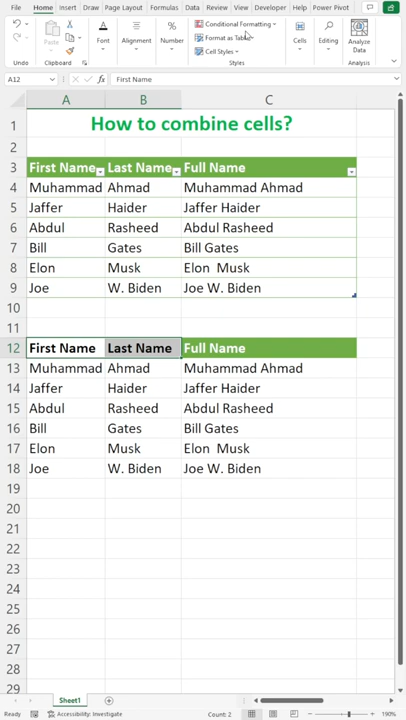 File Home Insert Draw Page Layout Formulas Data Review View Developer Help Power Pivot
Undo Paste Clipboard Font Alignment Number
Conditional Formatting
Format as Table
Cell Styles
Styles
Cells Editing Analyze Data Analysis
A12 fx First Name
A B C
1 How to combine cells?
2
3 First Name Last Name Full Name
4 Muhammad Ahmad Muhammad Ahmad
5 Jaffer Haider Jaffer Haider
6 Abdul Rasheed Abdul Rasheed
7 Bill Gates Bill Gates
8 Elon Musk Elon  Musk
9 Joe W. Biden Joe W. Biden
10
11
12 First Name Last Name Full Name
13 Muhammad Ahmad Muhammad Ahmad
14 Jaffer Haider Jaffer Haider
15 Abdul Rasheed Abdul Rasheed
16 Bill Gates Bill Gates
17 Elon Musk Elon  Musk
18 Joe W. Biden Joe W. Biden
19
20
21
22
23
24
25
26
27
28
29
Sheet1
Ready Accessibility: Investigate Count: 2 190%